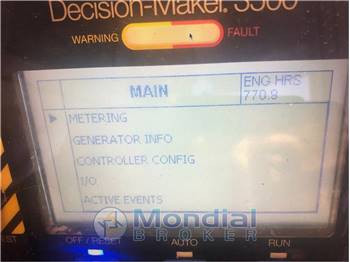 Decision-Maker® 3500
WARNING
FAULT
MAIN
ENG HRS
770.8
METERING
GENERATOR INFO
CONTROLLER CONFIG
I/O
ACTIVE EVENTS
Mondial
BROKER
OFF / RESET
AUTO
RUN